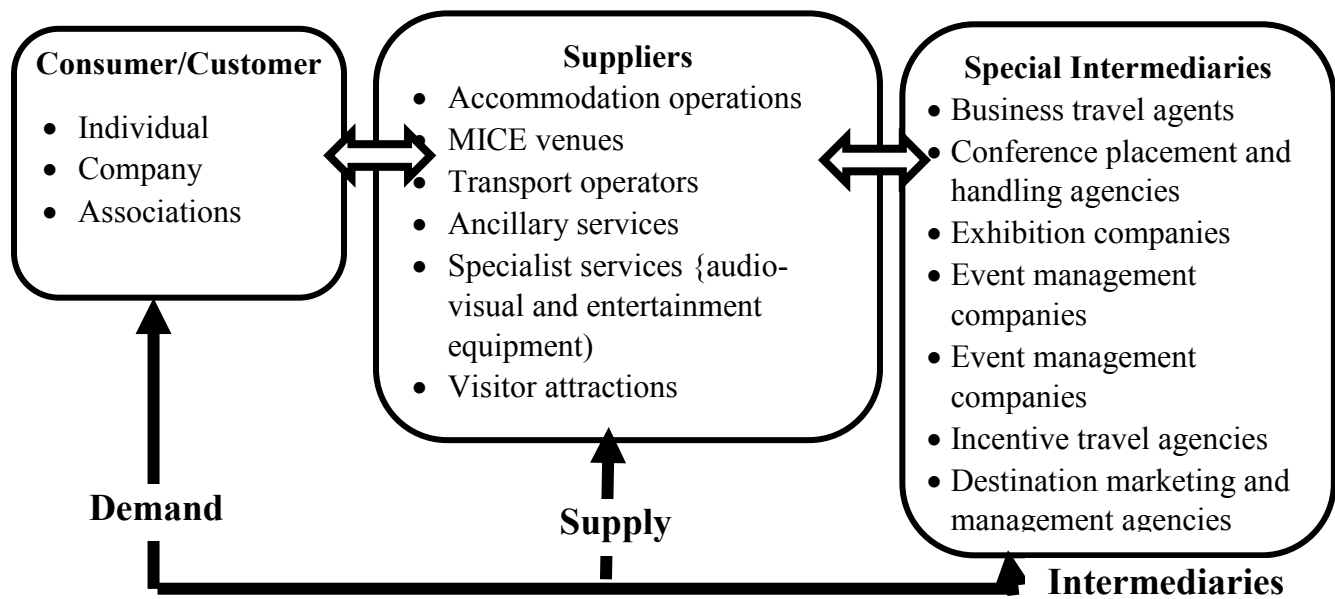 Consumer/Customer
• Individual
• Company
• Associations
Suppliers
• Accommodation operations
• MICE venues
• Transport operators
• Ancillary services
• Specialist services {audio-
visual and entertainment
equipment)
• Visitor attractions
Special Intermediaries
• Business travel agents
• Conference placement and
handling agencies
• Exhibition companies
• Event management
companies
• Event management
companies
• Incentive travel agencies
• Destination marketing and
management agencies
Demand
Supply
Intermediaries